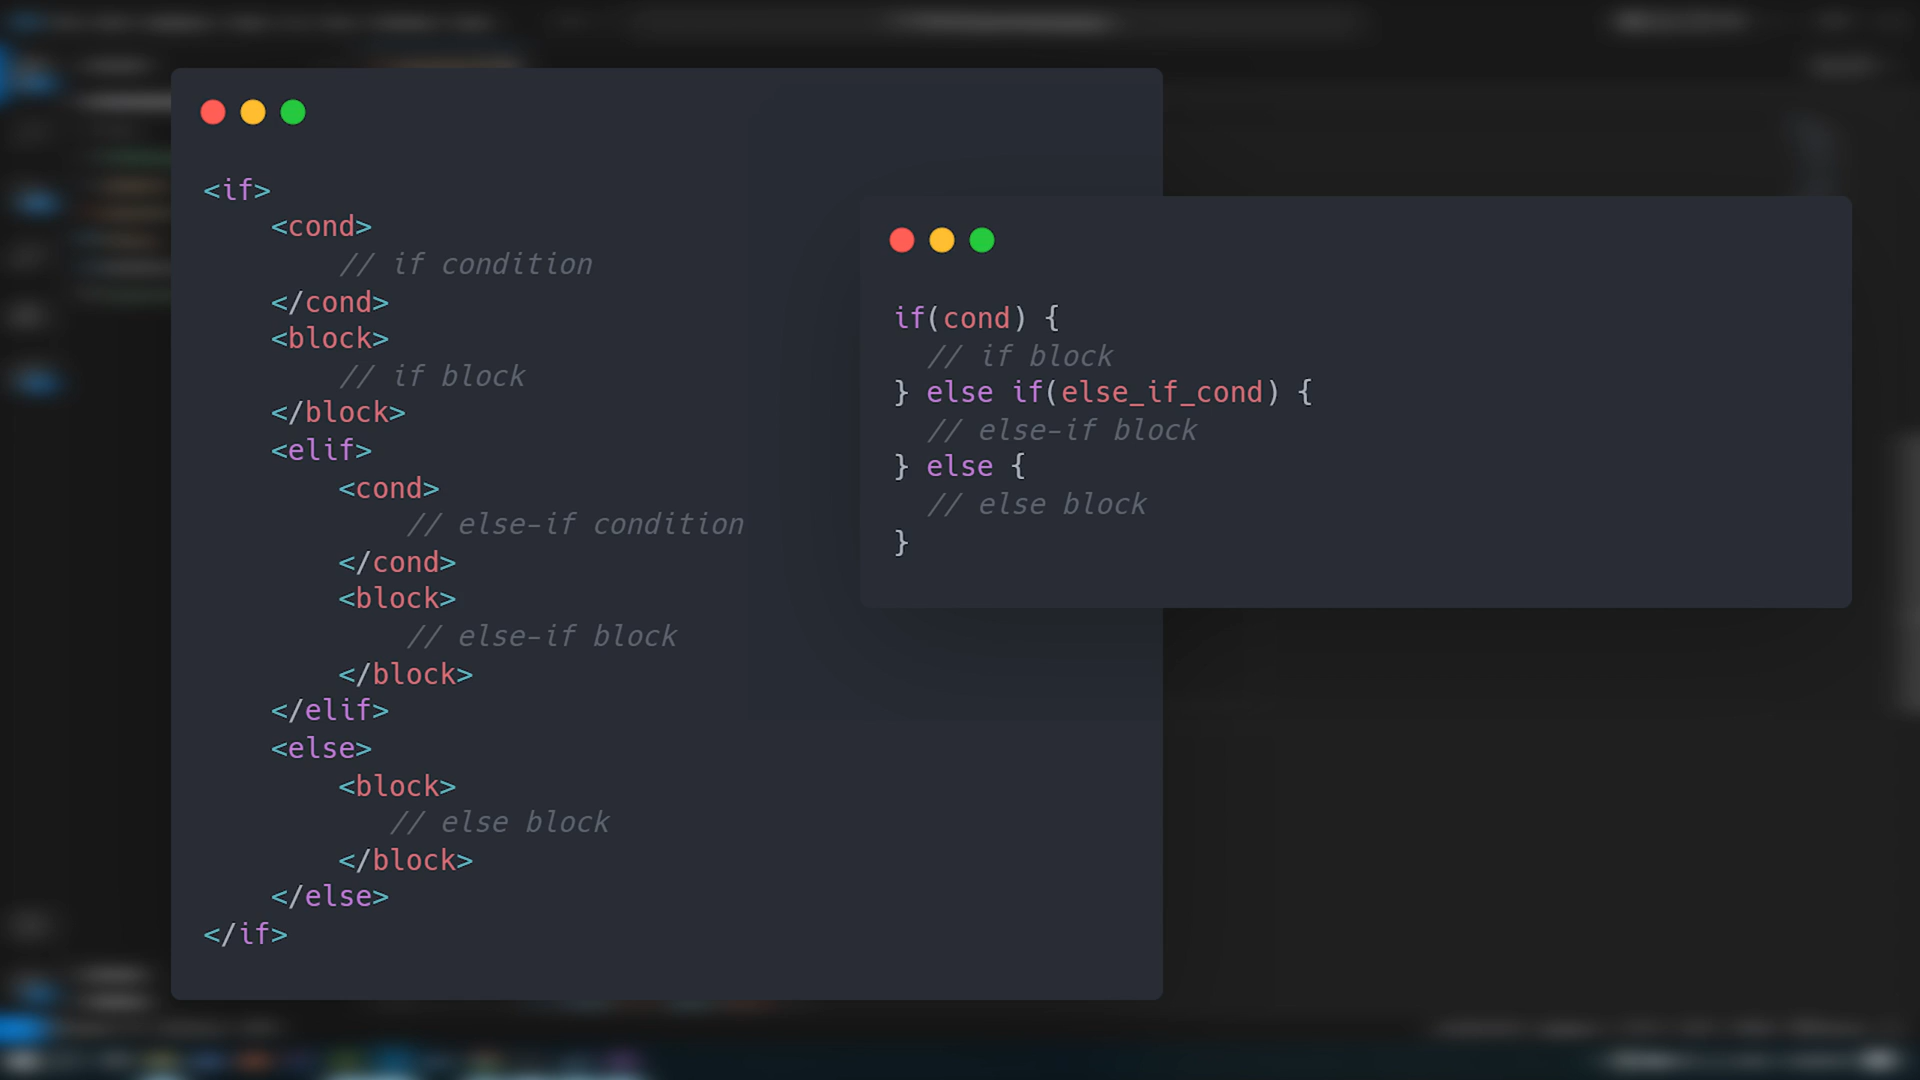 <if>
<cond>
// if condition
</cond>
<block>
// if block
</block>
<elif>
<cond>
// else-if condition
</cond>
<block>
// else-if block
</block>
</elif>
<else>
<block>
// else block
</block>
</else>
</if>
if(cond) {
// if block
} else if(else_if_cond) {
// else-if block
} else {
// else block
}